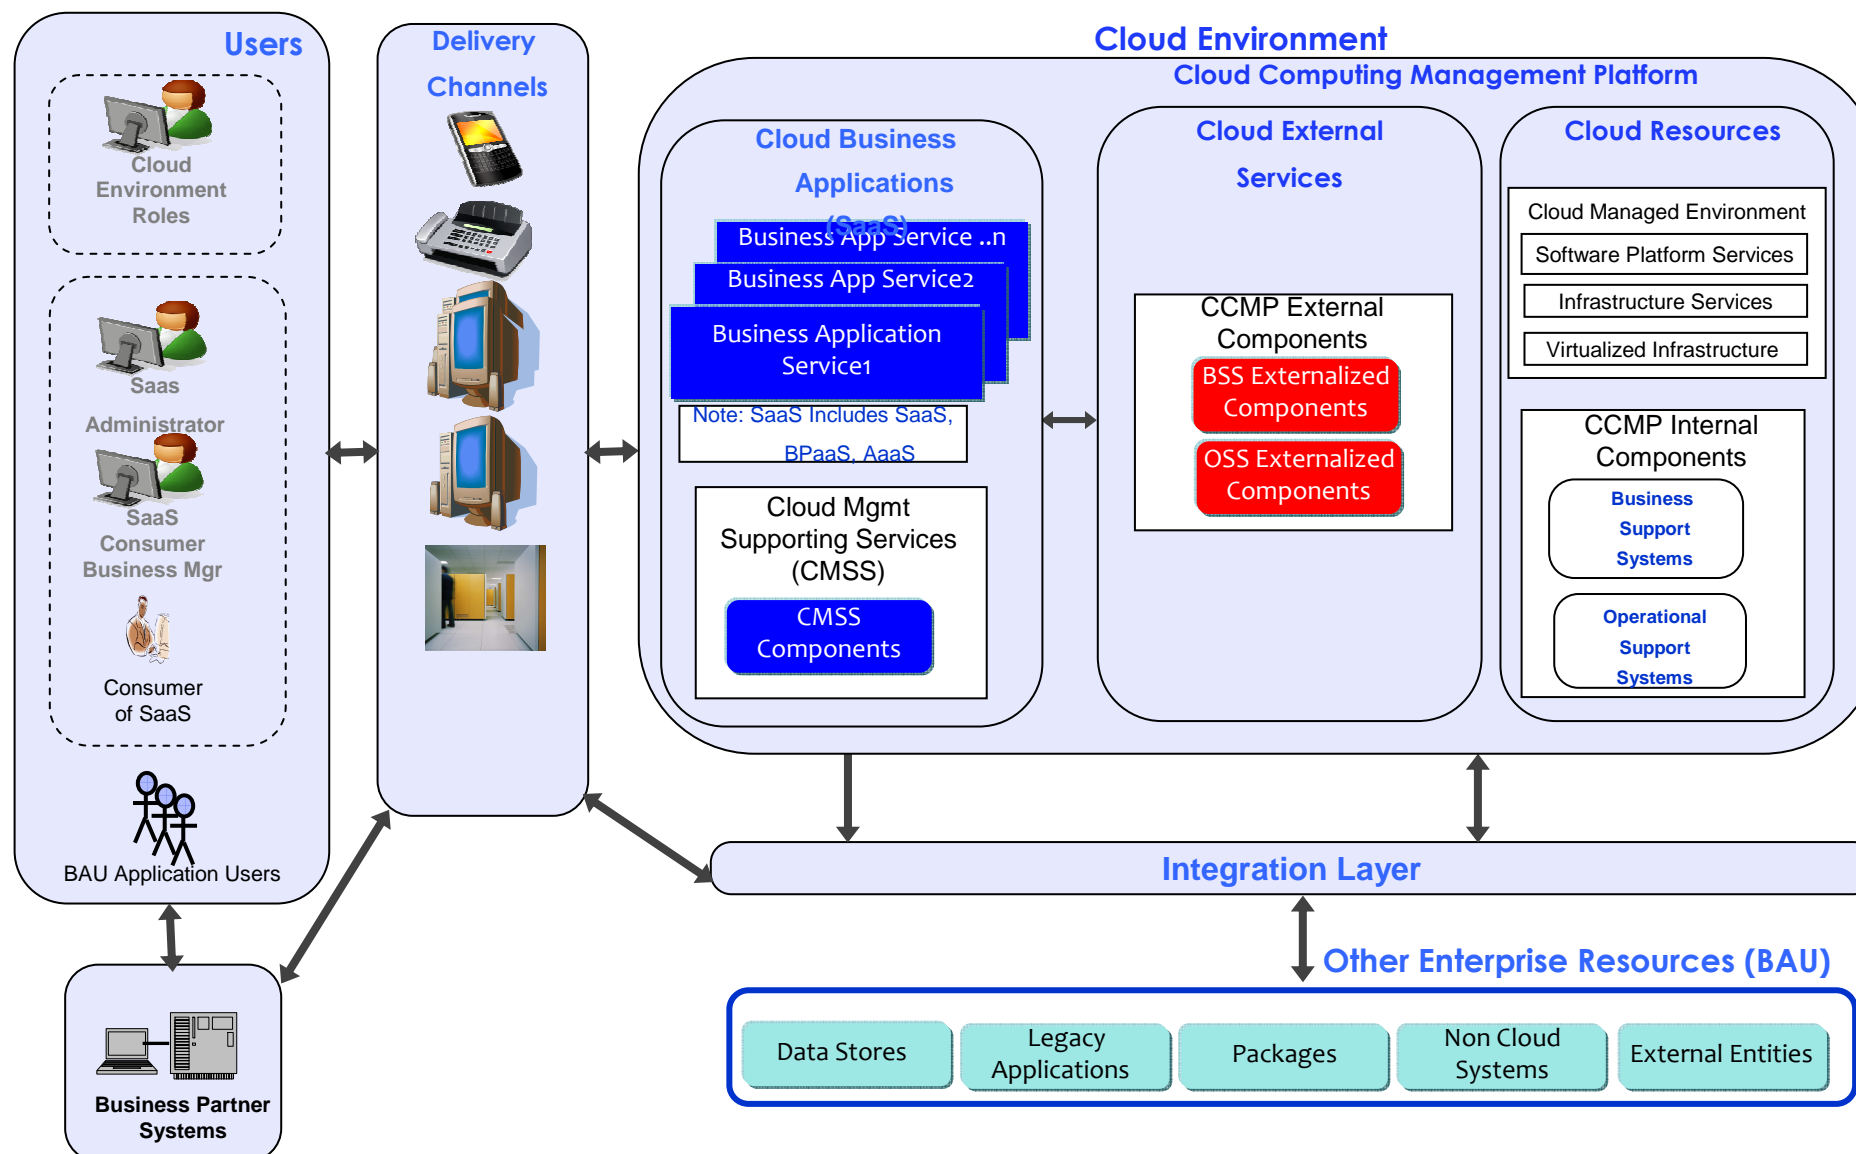 Users
Cloud
Environment
Roles
Saas
Administrator
SaaS
Consumer
Business Mgr
Consumer
of SaaS
BAU Application Users
Business Partner
Systems
Delivery
Channels
Cloud Environment
Cloud Computing Management Platform
Cloud Business
Applications
(SaaS)
Business App Service ..n
Business App Service2
Business Application
Service1
Note: SaaS Includes SaaS,
BPaaS, AaaS
Cloud Mgmt
Supporting Services
(CMSS)
CMSS
Components
Cloud External
Services
CCMP External
Components
BSS Externalized
Components
OSS Externalized
Components
Cloud Resources
Cloud Managed Environment
Software Platform Services
Infrastructure Services
Virtualized Infrastructure
CCMP Internal
Components
Business
Support
Systems
Operational
Support
Systems
Integration Layer
Other Enterprise Resources (BAU)
Data Stores
Legacy
Applications
Packages
Non Cloud
Systems
External Entities